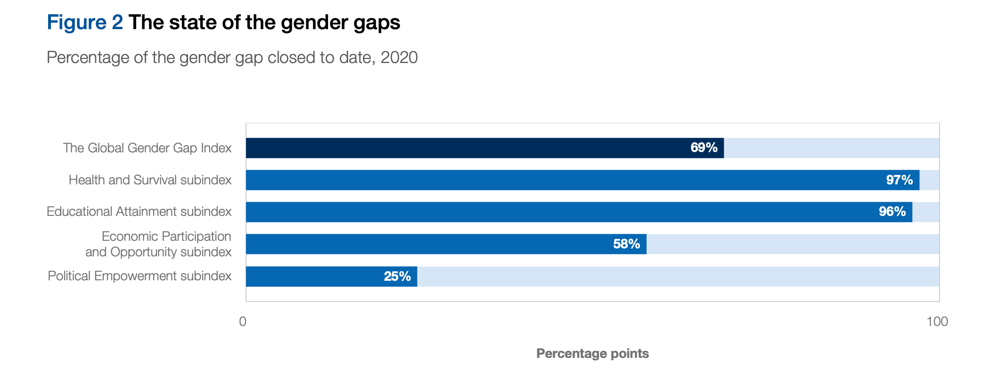 Figure 2 The state of the gender gaps
Percentage of the gender gap closed to date, 2020
The Global Gender Gap Index
69%
Health and Survival subindex
97%
Educational Attainment subindex
96%
Economic Participation
and Opportunity subindex
58%
Political Empowerment subindex
25%
0
100
Percentage points